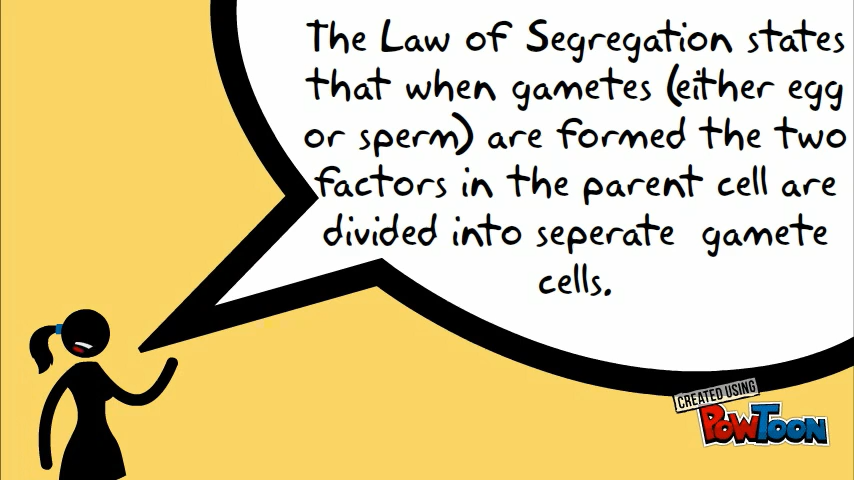 The Law of Segregation states
that when gametes (either egg
or sperm) are formed the two
factors in the parent cell are
divided into seperate gamete
cells.
CREATED USING
POWTOON